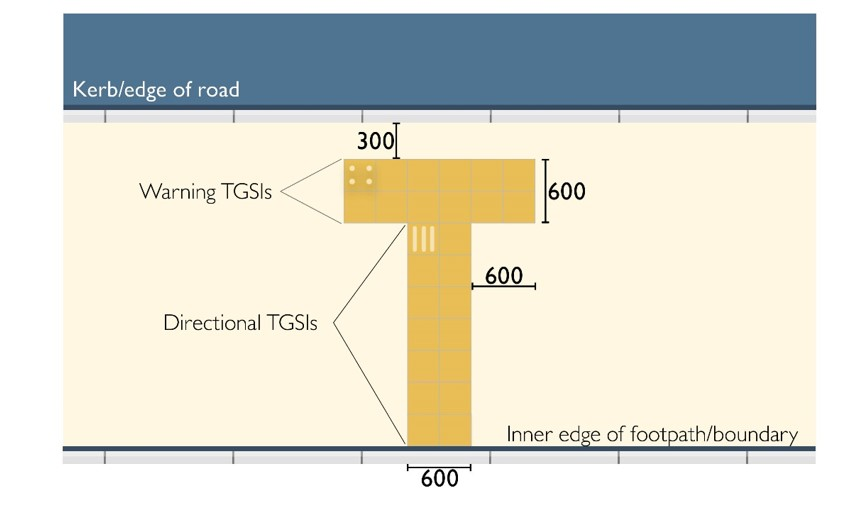 Kerb/edge of road
300
Warning TGSIs
600
600
Directional TGSIs
Inner edge of footpath/boundary
600